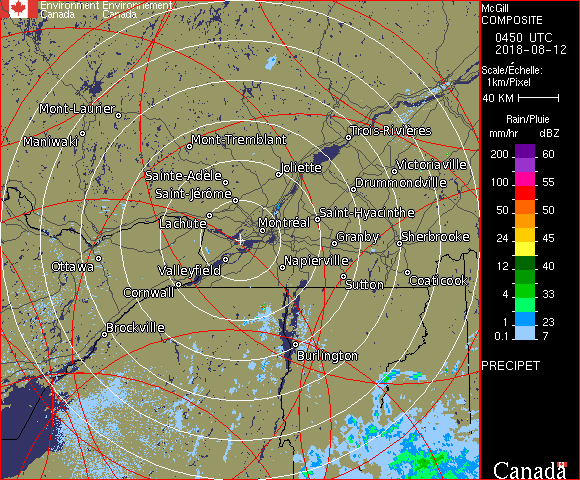 Environment Environnement
Canada Canada
McGill
COMPOSITE
0450 UTC
2018-08-12
Scale/Échelle:
1km/Pixel
40 KM
Rain/Pluie
mm/hr dBZ
200 60
100 55
50 50
24 45
12 40
4 33
1 23
0.1 7
PRECIPET
Canada
Mont-Laurier
Maniwaki
Mont-Tremblant
Trois-Rivières
Joliette
Victoriaville
Sainte-Adèle
Drummondville
Saint-Jérôme
Saint-Hyacinthe
Lachute
Montréal
Granby
Sherbrooke
Ottawa
Valleyfield
Napierville
Sutton
Coaticook
Cornwall
Brockville
Burlington